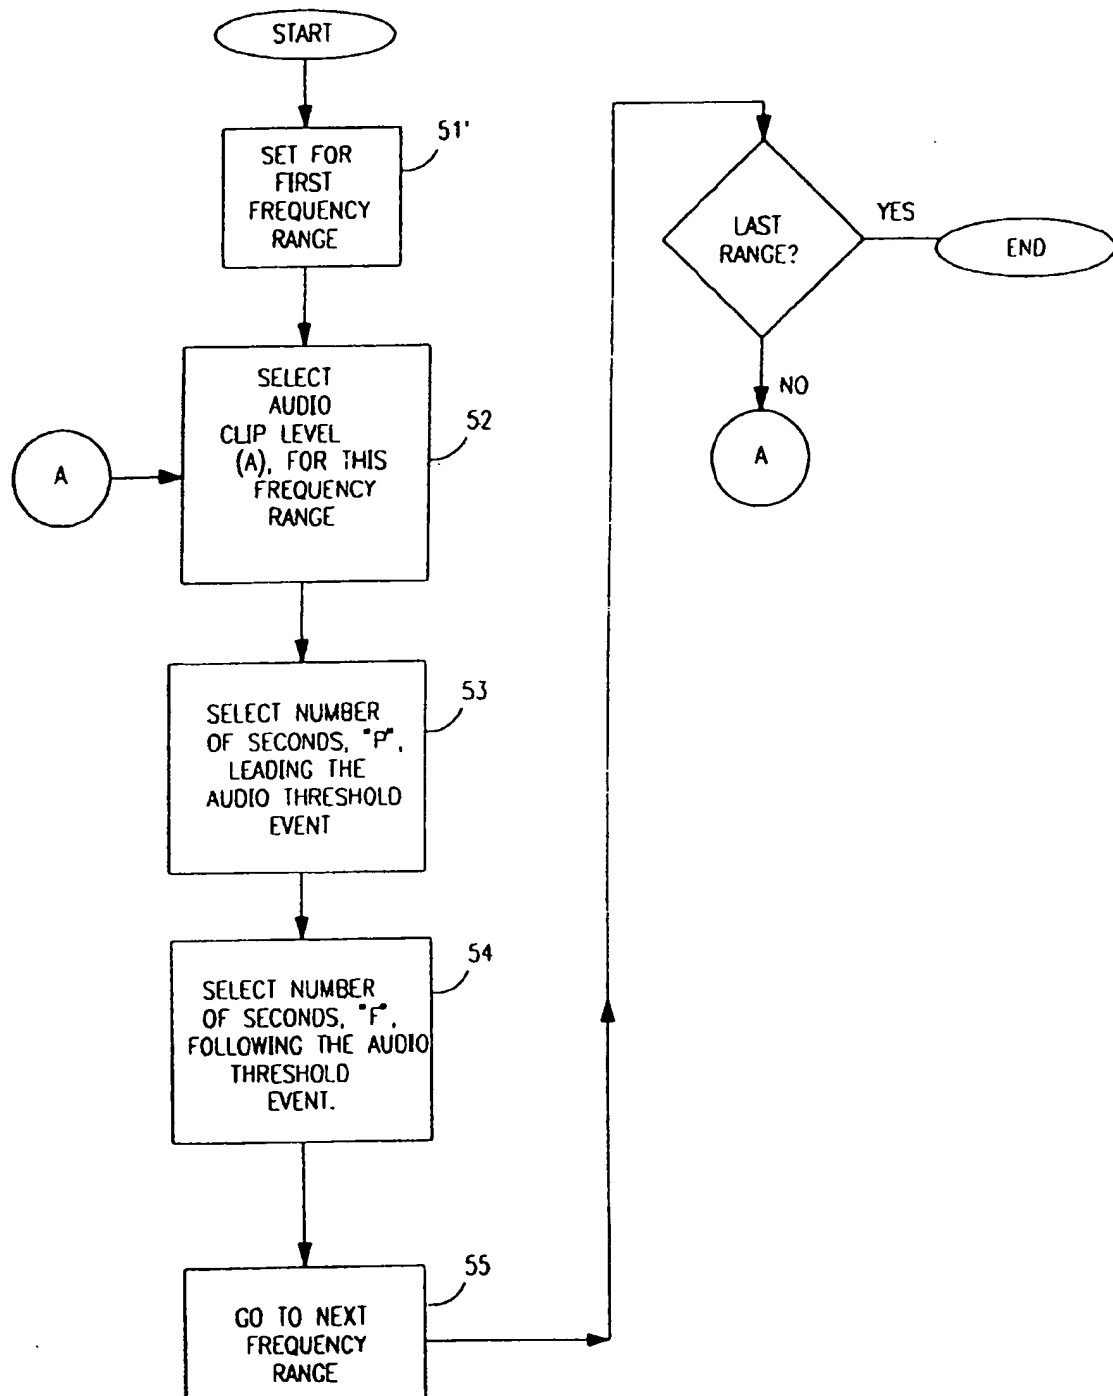 START
51'
SET FOR
FIRST
FREQUENCY
RANGE
SELECT
AUDIO
CLIP LEVEL
(A), FOR THIS
FREQUENCY
RANGE
52
A
SELECT NUMBER
OF SECONDS, "P",
LEADING THE
AUDIO THRESHOLD
EVENT
53
SELECT NUMBER
OF SECONDS, "F",
FOLLOWING THE AUDIO
THRESHOLD
EVENT.
54
GO TO NEXT
FREQUENCY
RANGE
55
LAST
RANGE?
YES
END
NO
A